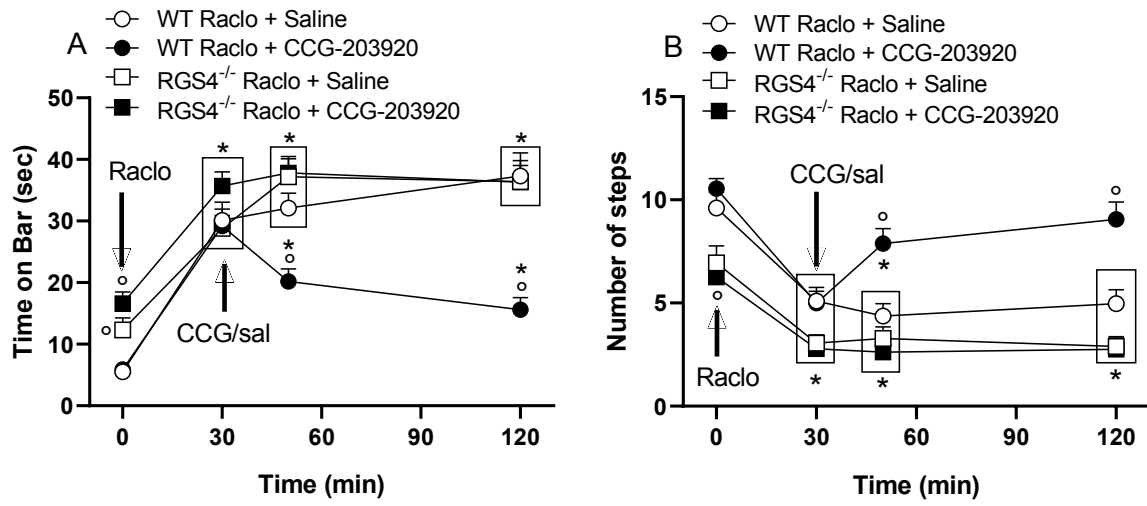 WT Raclo + Saline
WT Raclo + CCG-203920
RGS4-/- Raclo + Saline
RGS4-/- Raclo + CCG-203920
A
50
40
30
20
10
0
Time on Bar (sec)
Raclo
CCG/sal
*
*
*
*
*
0
30
60
90
120
Time (min)
WT Raclo + Saline
WT Raclo + CCG-203920
RGS4-/- Raclo + Saline
RGS4-/- Raclo + CCG-203920
B
15
10
5
0
Number of steps
CCG/sal
Raclo
*
*
*
*
0
30
60
90
120
Time (min)